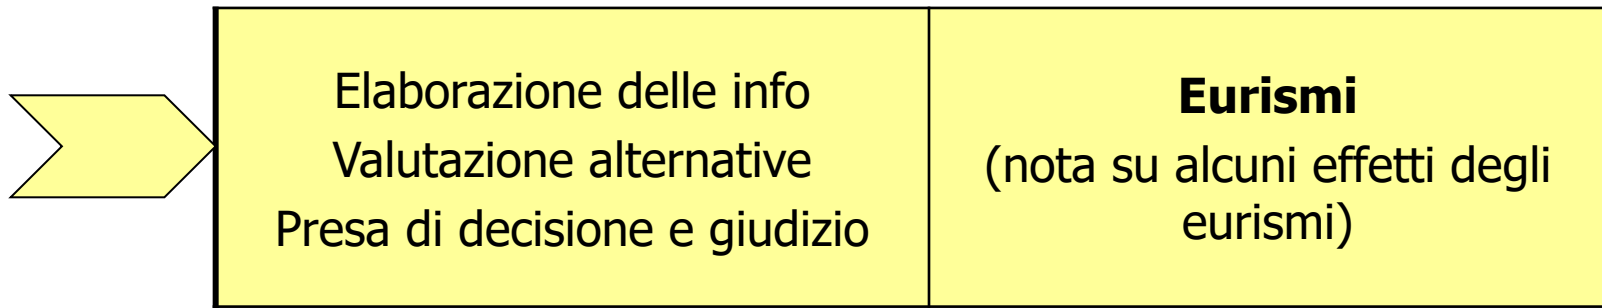 Elaborazione delle info
Valutazione alternative
Presa di decisione e giudizio
Eurismi
(nota su alcuni effetti degli
eurismi)